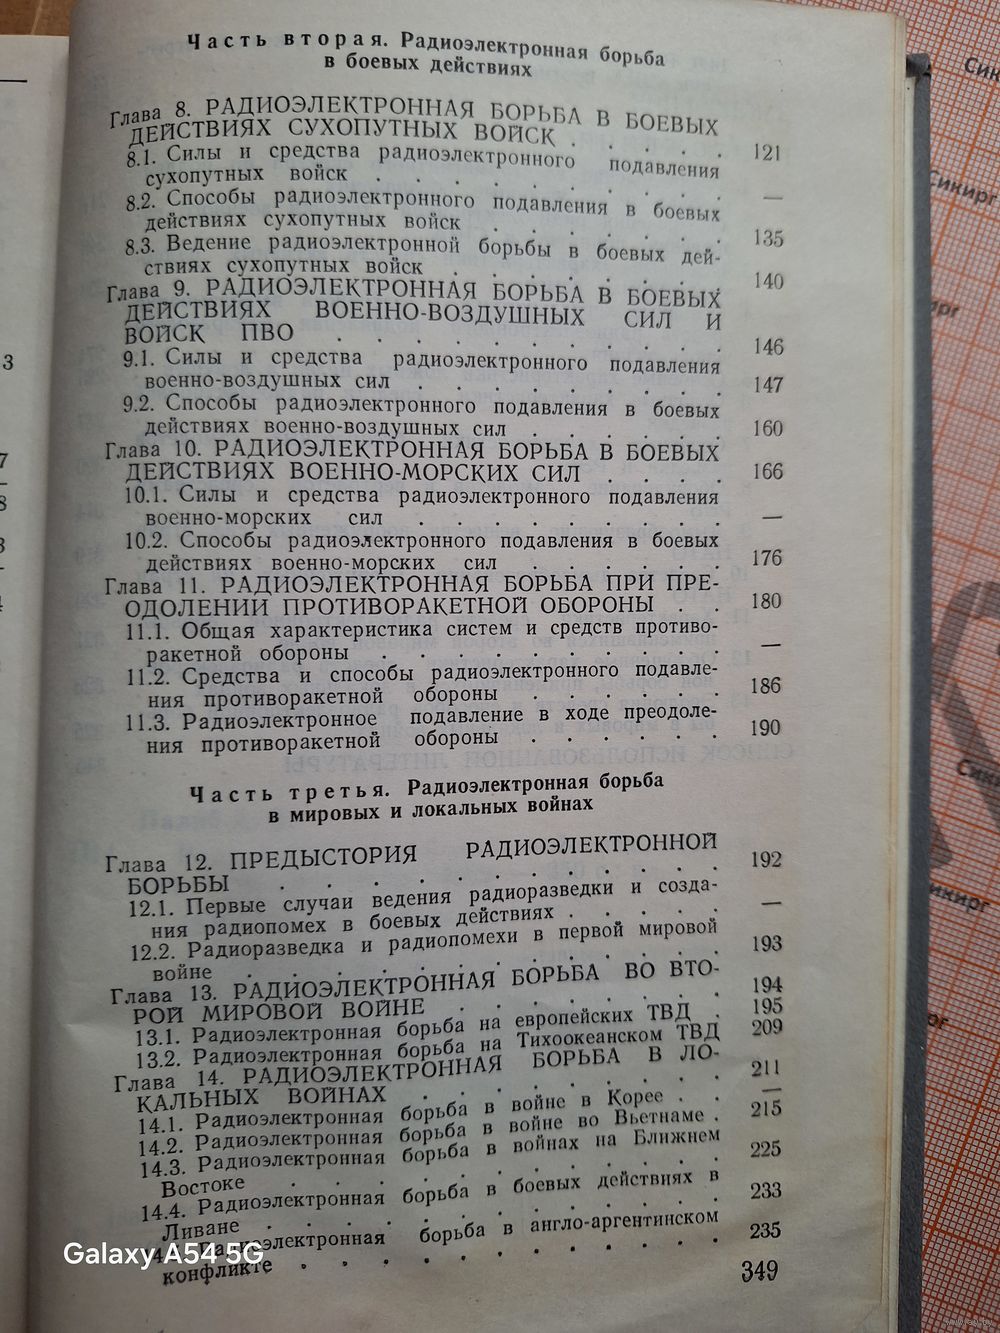 Часть вторая. Радиоэлектронная борьба
в боевых действиях
Глава 8. РАДИОЭЛЕКТРОННАЯ БОРЬБА В БОЕВЫХ
ДЕЙСТВИЯХ СУХОПУТНЫХ ВОЙСК . . . . 121
8.1. Силы и средства радиоэлектронного подавления
сухопутных войск . . . . . . . . . —
8.2. Способы радиоэлектронного подавления в боевых
действиях сухопутных войск . . . . . . 135
8.3. Ведение радиоэлектронной борьбы в боевых дей-
ствиях сухопутных войск . . . . . . . 140
Глава 9. РАДИОЭЛЕКТРОННАЯ БОРЬБА В БОЕВЫХ
ДЕЙСТВИЯХ ВОЕННО-ВОЗДУШНЫХ СИЛ И
ВОЙСК ПВО . . . . . . . . . . 146
9.1. Силы и средства радиоэлектронного подавления
военно-воздушных сил . . . . . . . . 147
9.2. Способы радиоэлектронного подавления в боевых
действиях военно-воздушных сил . . . . . 160
Глава 10. РАДИОЭЛЕКТРОННАЯ БОРЬБА В БОЕВЫХ
ДЕЙСТВИЯХ ВОЕННО-МОРСКИХ СИЛ . . . . 166
10.1. Силы и средства радиоэлектронного подавления
военно-морских сил . . . . . . . . —
10.2. Способы радиоэлектронного подавления в боевых
действиях военно-морских сил . . . . . . 176
Глава 11. РАДИОЭЛЕКТРОННАЯ БОРЬБА ПРИ ПРЕ-
ОДОЛЕНИИ ПРОТИВОРАКЕТНОЙ ОБОРОНЫ . . 180
11.1. Общая характеристика систем и средств противо-
ракетной обороны . . . . . . . . . —
11.2. Средства и способы радиоэлектронного подавле-
ния противоракетной обороны . . . . . . 186
11.3. Радиоэлектронное подавление в ходе преодоле-
ния противоракетной обороны . . . . . . 190
Часть третья. Радиоэлектронная борьба
в мировых и локальных войнах
Глава 12. ПРЕДЫСТОРИЯ РАДИОЭЛЕКТРОННОЙ
БОРЬБЫ . . . . . . . . . . 192
12.1. Первые случаи ведения радиоразведки и созда-
ния радиопомех в боевых действиях . . . . . —
12.2. Радиоразведка и радиопомехи в первой мировой
войне . . . . . . . . . . . 193
Глава 13. РАДИОЭЛЕКТРОННАЯ БОРЬБА ВО ВТО-
РОЙ МИРОВОЙ ВОЙНЕ . . . . . . . 194
13.1. Радиоэлектронная борьба на европейских ТВД . 195
13.2. Радиоэлектронная борьба на Тихоокеанском ТВД 209
Глава 14. РАДИОЭЛЕКТРОННАЯ БОРЬБА В ЛО-
КАЛЬНЫХ ВОЙНАХ . . . . . . . . 211
14.1. Радиоэлектронная борьба в войне в Корее . . —
14.2. Радиоэлектронная борьба в войне во Вьетнаме . 215
14.3. Радиоэлектронная борьба в войнах на Ближнем
Востоке . . . . . . . . . . 225
14.4. Радиоэлектронная борьба в боевых действиях в
Ливане . . . . . . . . . . . 233
Радиоэлектронная борьба в англо-аргентинском
конфликте . . . . . . . . . . 235
349
Galaxy A54 5G